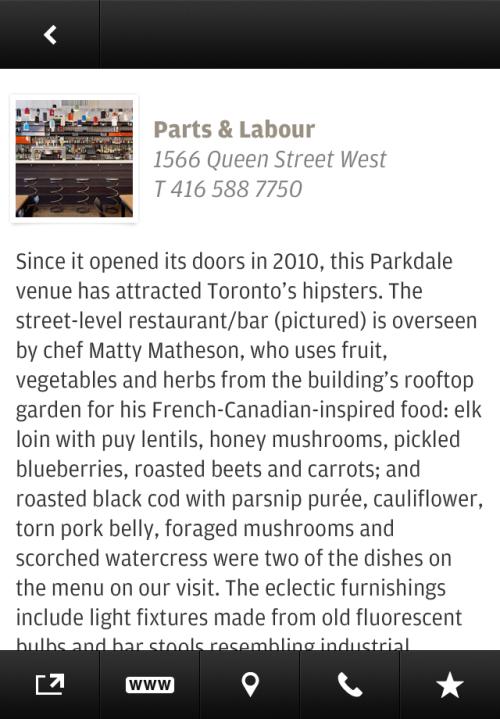 Parts & Labour
1566 Queen Street West
T 416 588 7750
Since it opened its doors in 2010, this Parkdale
venue has attracted Toronto’s hipsters. The
street-level restaurant/bar (pictured) is overseen
by chef Matty Matheson, who uses fruit,
vegetables and herbs from the building’s rooftop
garden for his French-Canadian-inspired food: elk
loin with puy lentils, honey mushrooms, pickled
blueberries, roasted beets and carrots; and
roasted black cod with parsnip purée, cauliflower,
torn pork belly, foraged mushrooms and
scorched watercress were two of the dishes on
the menu on our visit. The eclectic furnishings
include light fixtures made from old fluorescent
bulbs and bar stools resembling industrial
www